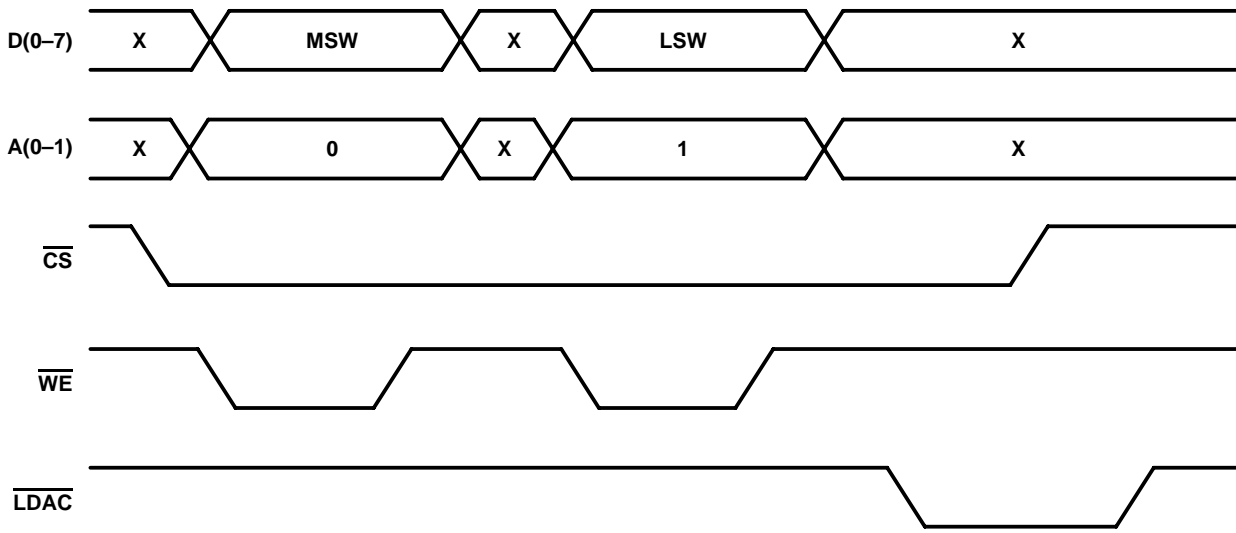 D(0–7) X MSW X LSW X
A(0–1) X 0 X 1 X
CS
WE
LDAC